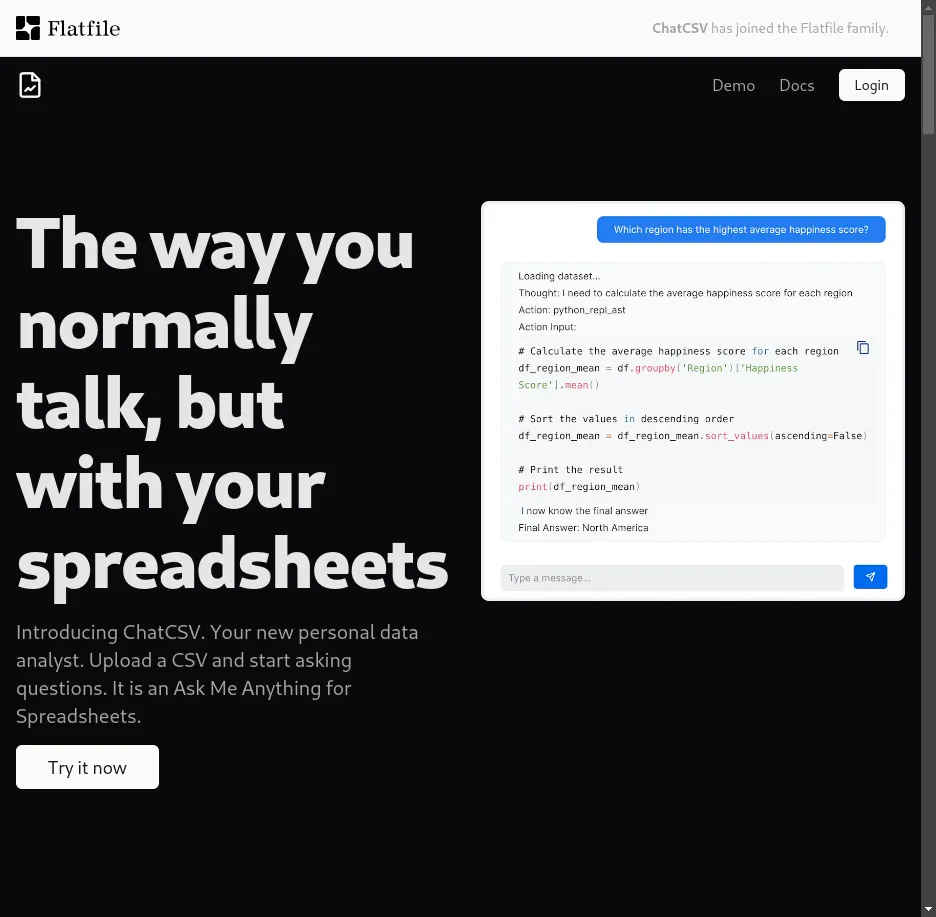 Flatfile
ChatCSV has joined the Flatfile family.
Demo
Docs
Login
The way you
normally
talk, but
with your
spreadsheets
Introducing ChatCSV. Your new personal data
analyst. Upload a CSV and start asking
questions. It is an Ask Me Anything for
Spreadsheets.
Try it now
Which region has the highest average happiness score?
Loading dataset...
Thought: I need to calculate the average happiness score for each region
Action: python_repl_ast
Action Input:
# Calculate the average happiness score for each region
df_region_mean = df.groupby('Region')['Happiness
Score'].mean()
# Sort the values in descending order
df_region_mean = df_region_mean.sort_values(ascending=False)
# Print the result
print(df_region_mean)
I now know the final answer
Final Answer: North America
Type a message...